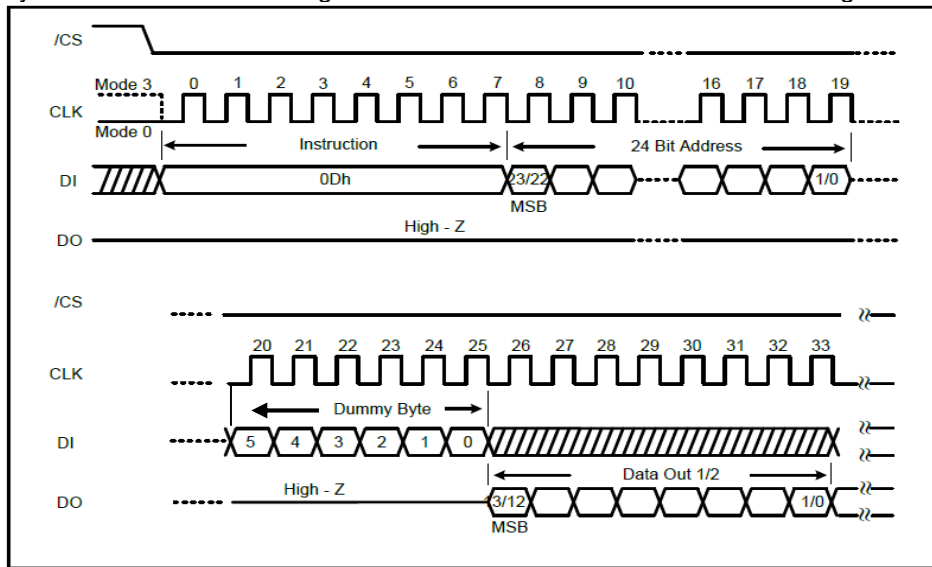 /CS
Mode 3 0 1 2 3 4 5 6 7 8 9 10 16 17 18 19
CLK
Mode 0
Instruction 24 Bit Address
DI 0Dh 23/22 1/0
MSB
High - Z
DO
/CS
20 21 22 23 24 25 26 27 28 29 30 31 32 33
CLK
Dummy Byte
DI 5 4 3 2 1 0
Data Out 1/2
High - Z
DO 13/12 1/0
MSB